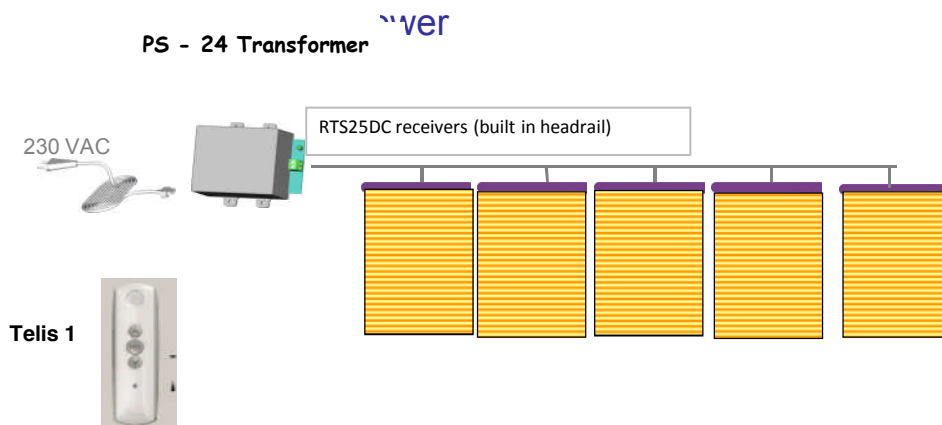 PS - 24 Transformer
RTS25DC receivers (built in headrail)
230 VAC
Telis 1